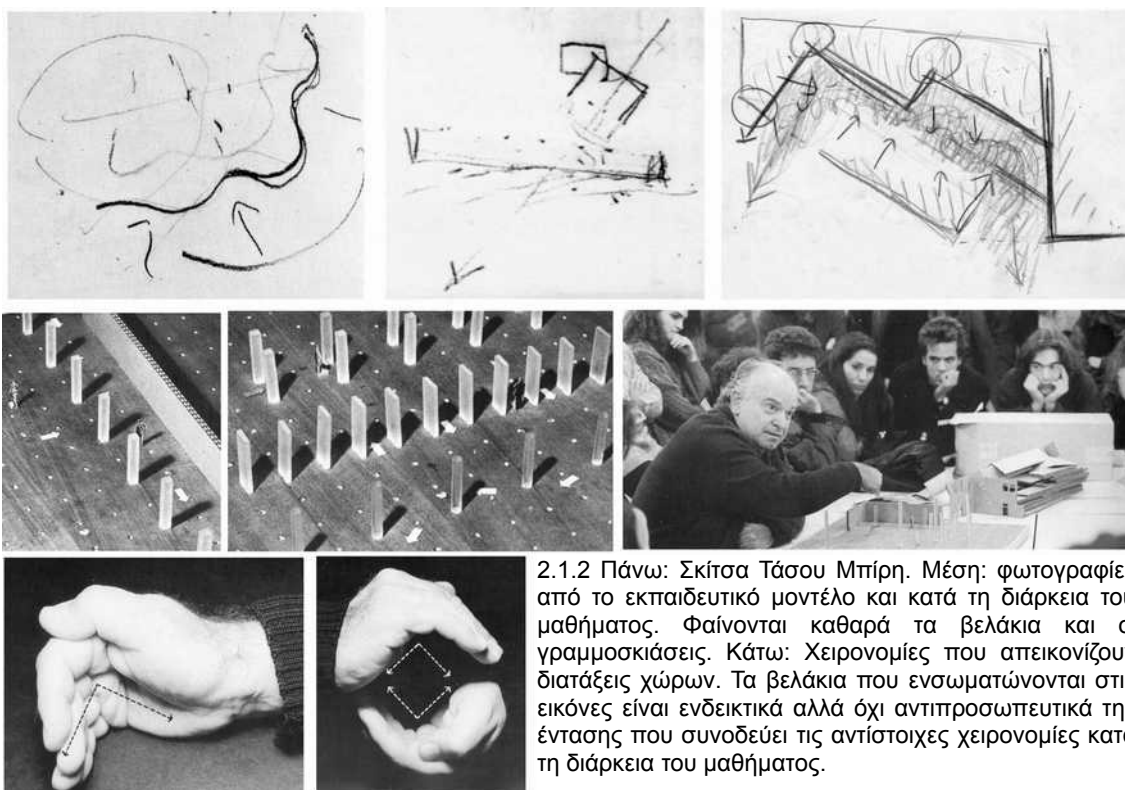 2.1.2 Πάνω: Σκίτσα Τάσου Μπίρη. Μέση: φωτογραφίε
από το εκπαιδευτικό μοντέλο και κατά τη διάρκεια του
μαθήματος. Φαίνονται καθαρά τα βελάκια και ο
γραμμοσκιάσεις. Κάτω: Χειρονομίες που απεικονίζου
διατάξεις χώρων. Τα βελάκια που ενσωματώνονται στι
εικόνες είναι ενδεικτικά αλλά όχι αντιπροσωπευτικά τη
έντασης που συνοδεύει τις αντίστοιχες χειρονομίες κατ
τη διάρκεια του μαθήματος.